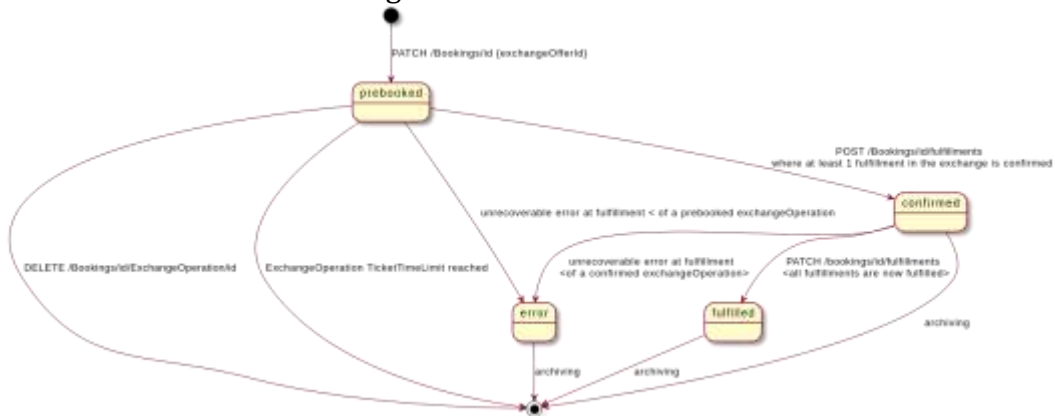 PATCH /Bookings/id (exchangeOfferId)
prebooked
POST /Bookings/id/fulfillments
where at least 1 fulfillment in the exchange is confirmed
confirmed
unrecoverable error at fulfillment < of a prebooked exchangeOperation
DELETE /Bookings/id/ExchangeOperation/id
ExchangeOperation TicketTimeLimit reached
unrecoverable error at fulfillment
<of a confirmed exchangeOperation>
PATCH /bookings/id/fulfillments
<all fulfillments are now fulfilled>
error
fulfilled
archiving
archiving
archiving